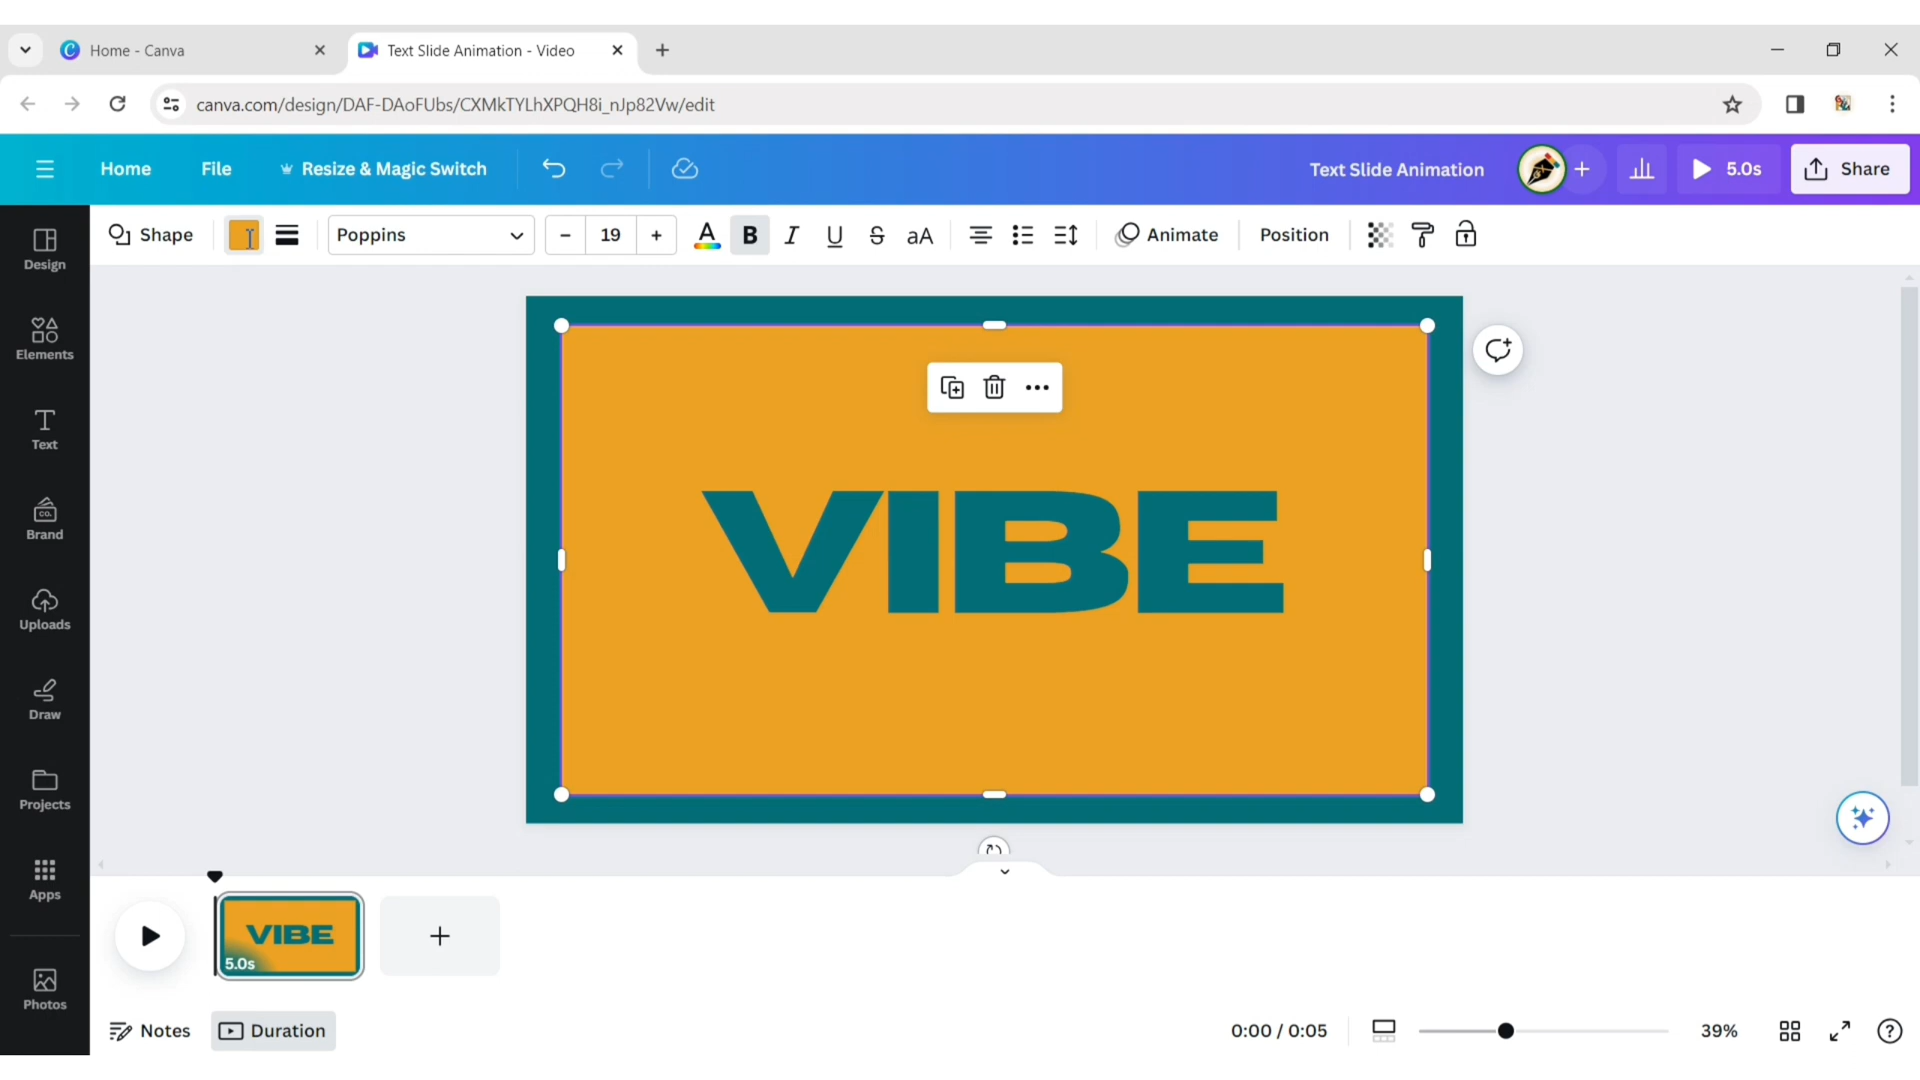 Home - Canva
Text Slide Animation - Video
canva.com/design/DAF-DAoFUbs/CXMkTYLhXPQH8i_nJp82Vw/edit
Home
File
Resize & Magic Switch
Text Slide Animation
5.0s
Share
Shape
Poppins
– 19 +
A
B
I
U
S
aA
Animate
Position
Design
Elements
Text
CO.
Brand
Uploads
Draw
Projects
Apps
Photos
VIBE
VIBE
5.0s
Notes
Duration
0:00 / 0:05
39%